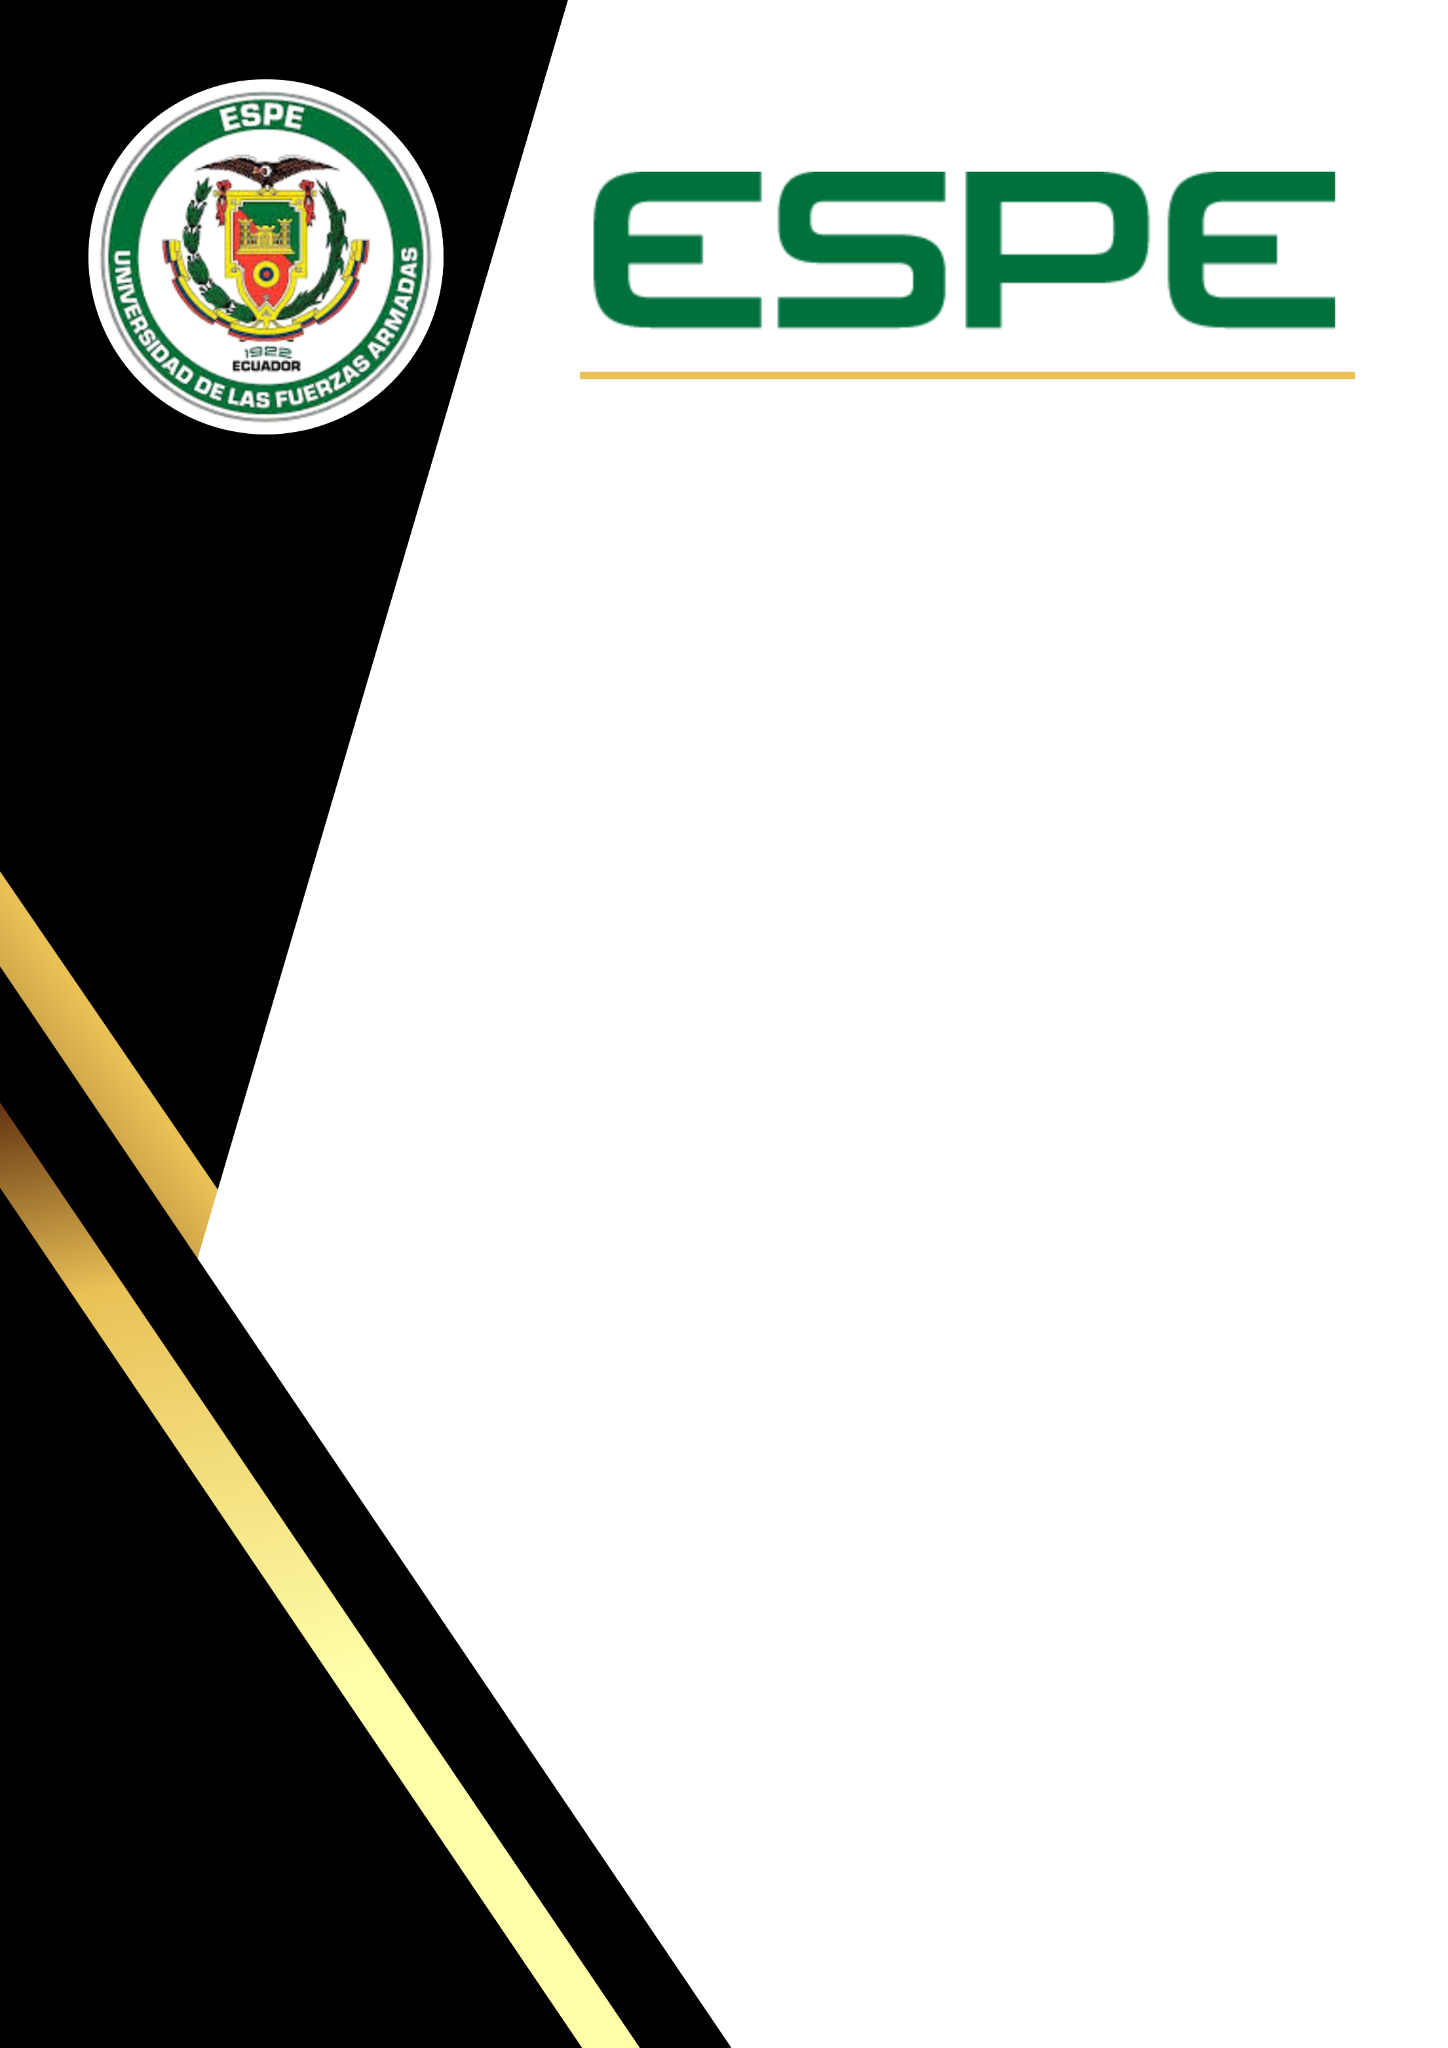 ESPE
UNIVERSIDAD DE LAS FUERZAS ARMADAS
1922
ECUADOR
ESPE